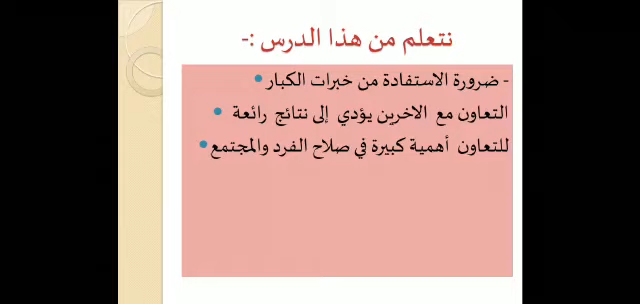 نتعلم من هذا الدرس :-
- ضرورة الاستفادة من خبرات الكبار •
التعاون مع الاخرين يؤدي إلى نتائج رائعة •
للتعاون أهمية كبيرة في صلاح الفرد والمجتمع •